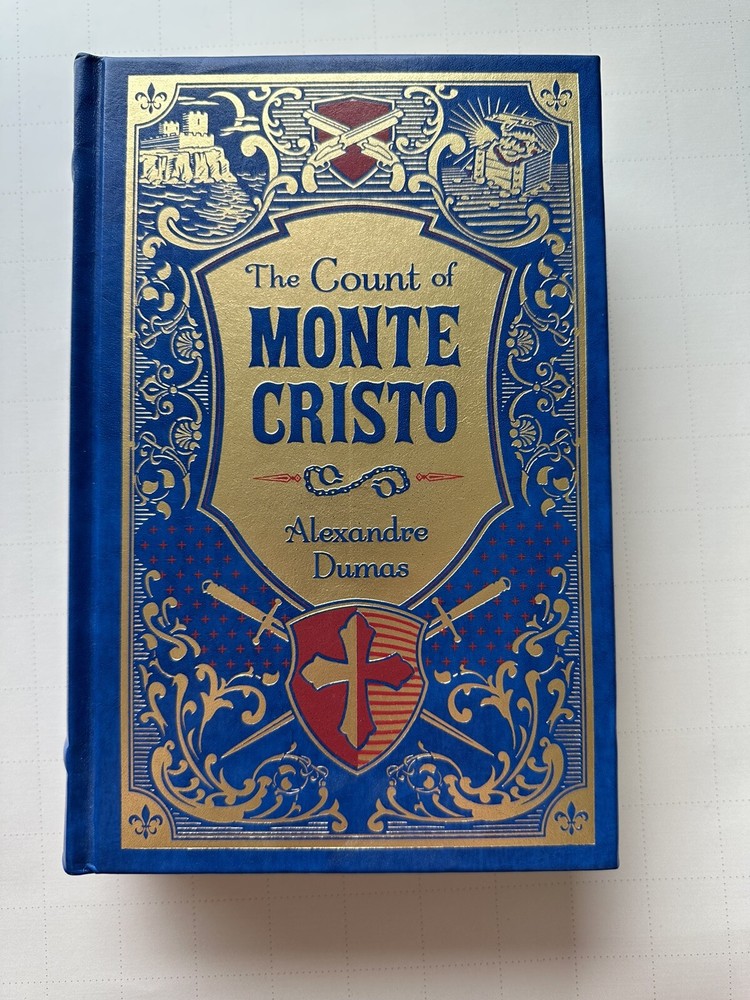 The Count of
MONTE
CRISTO
Alexandre
Dumas